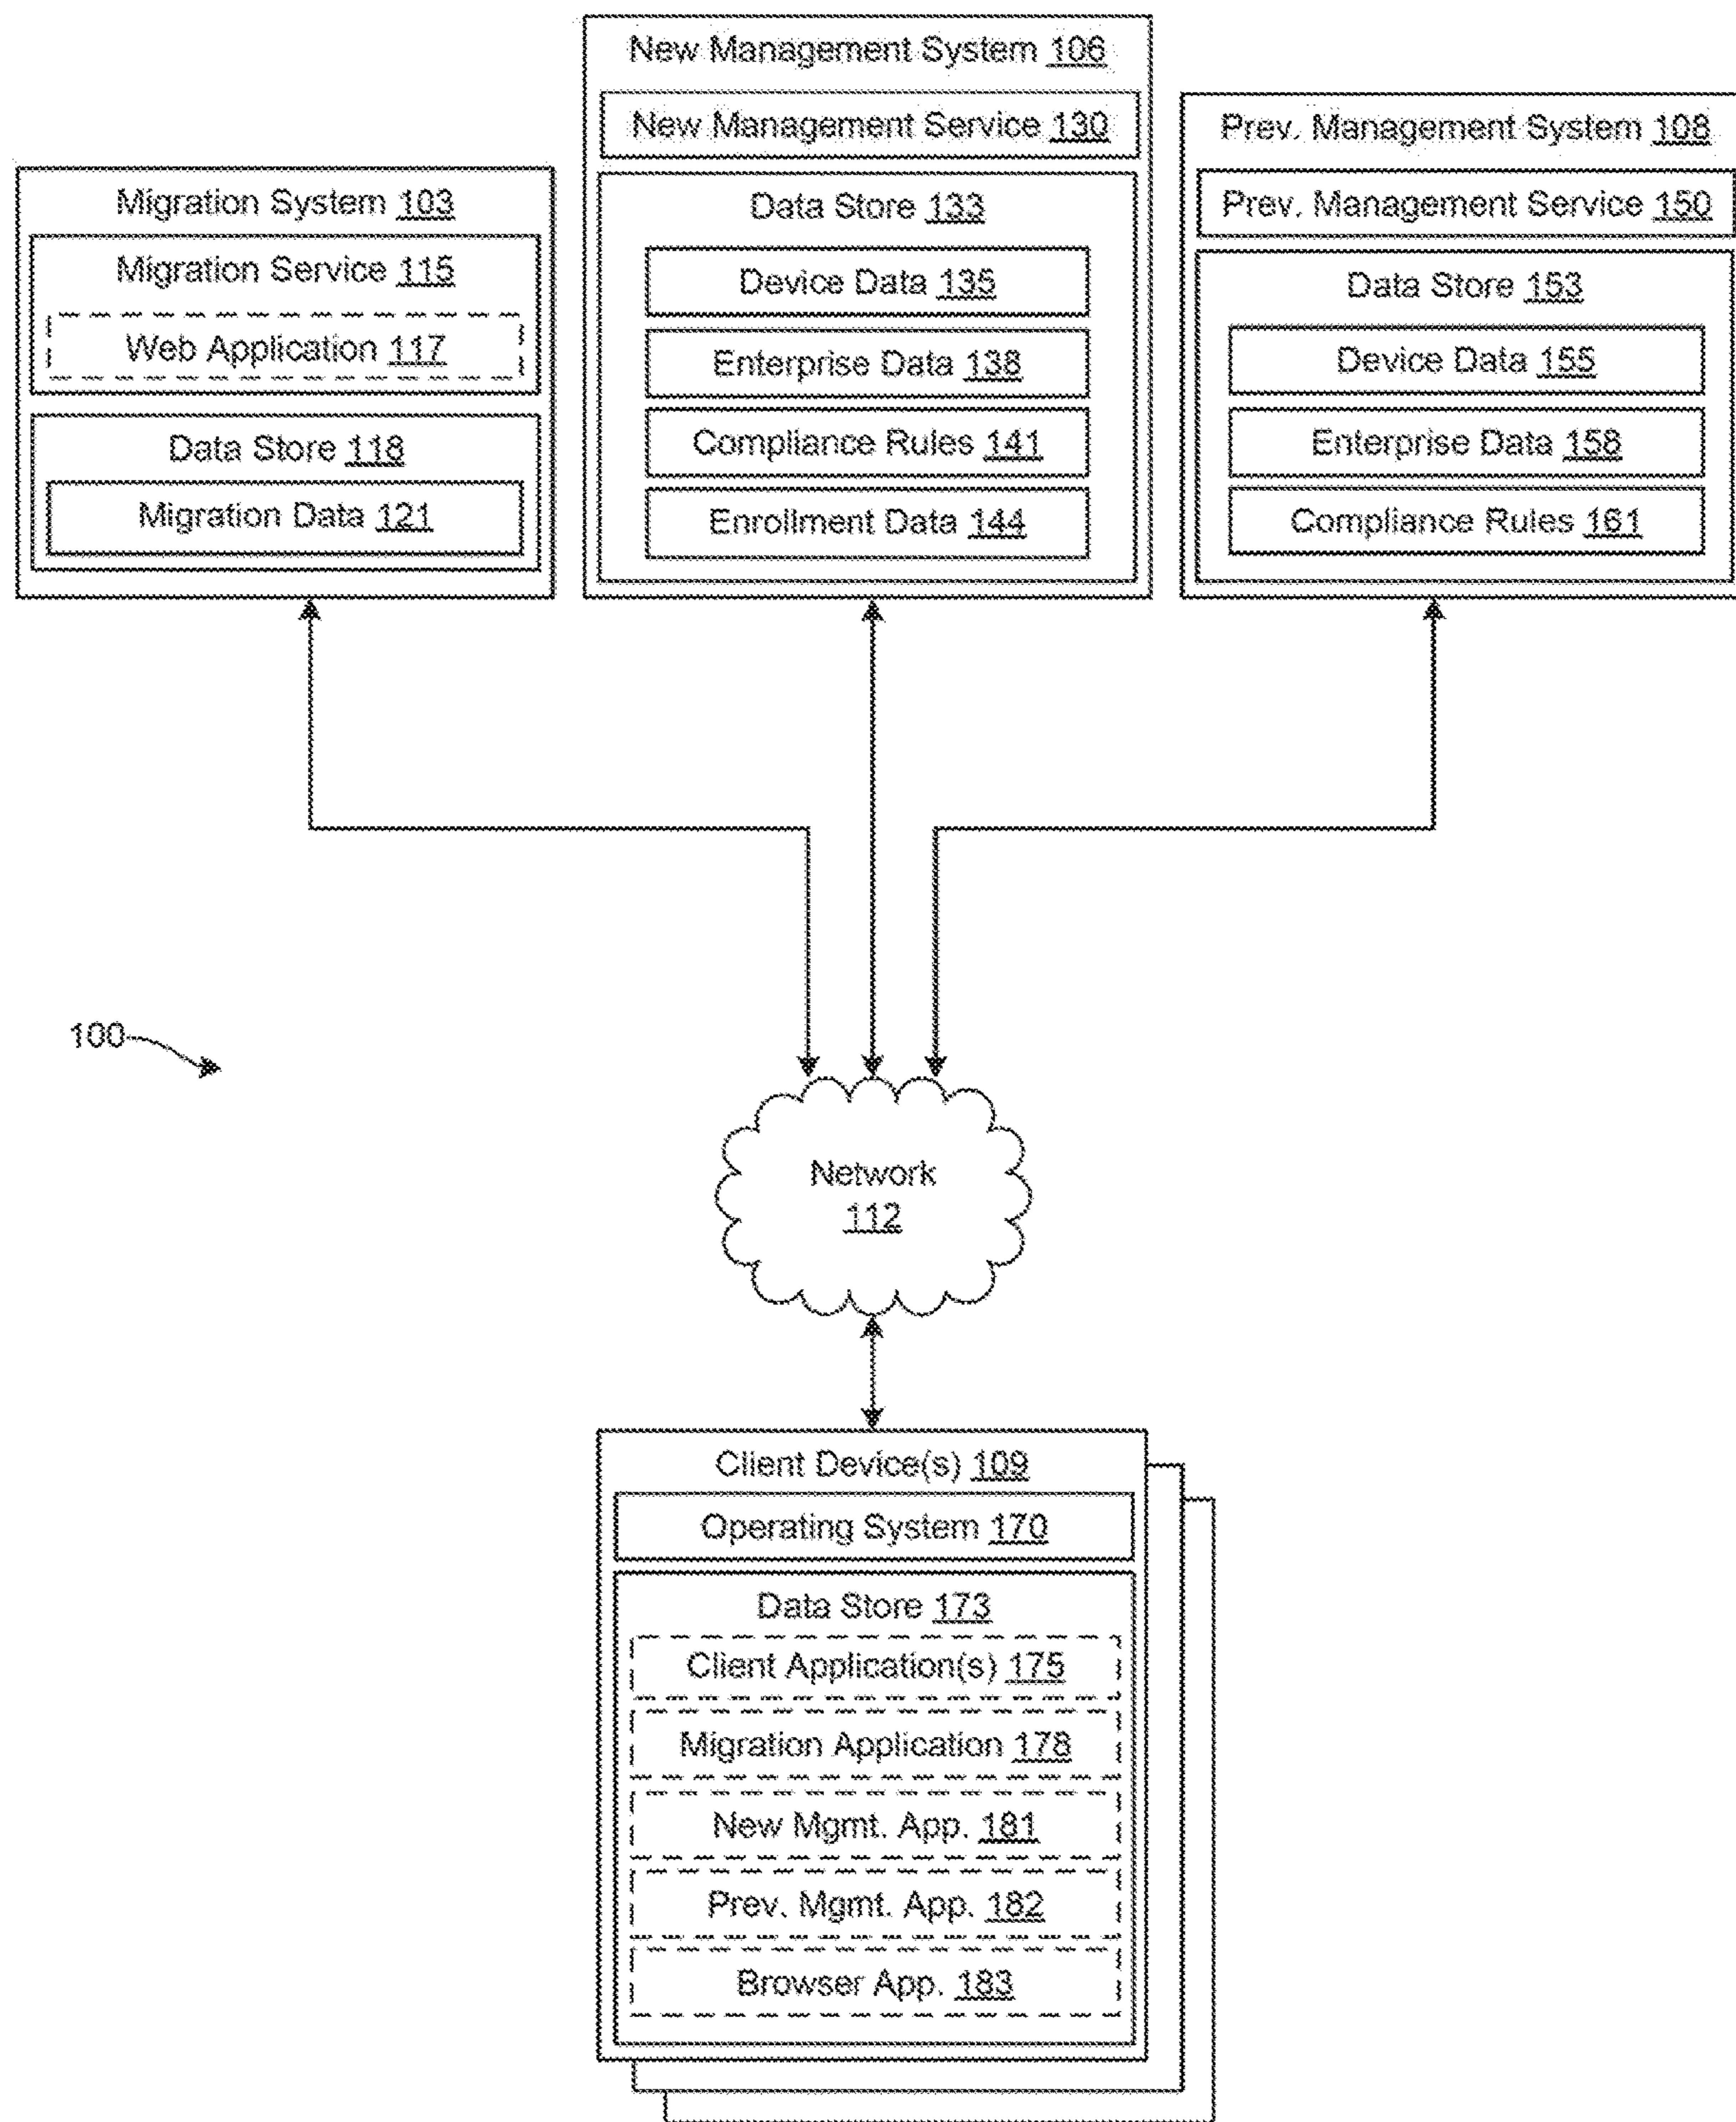 Migration System 103
Migration Service 115
Web Application 117
Data Store 118
Migration Data 121
New Management System 106
New Management Service 130
Data Store 133
Device Data 135
Enterprise Data 138
Compliance Rules 141
Enrollment Data 144
Prev. Management System 108
Prev. Management Service 150
Data Store 153
Device Data 155
Enterprise Data 158
Compliance Rules 161
100
Network
112
Client Device(s) 109
Operating System 170
Data Store 173
Client Application(s) 175
Migration Application 178
New Mgmt. App. 181
Prev. Mgmt. App. 182
Browser App. 183